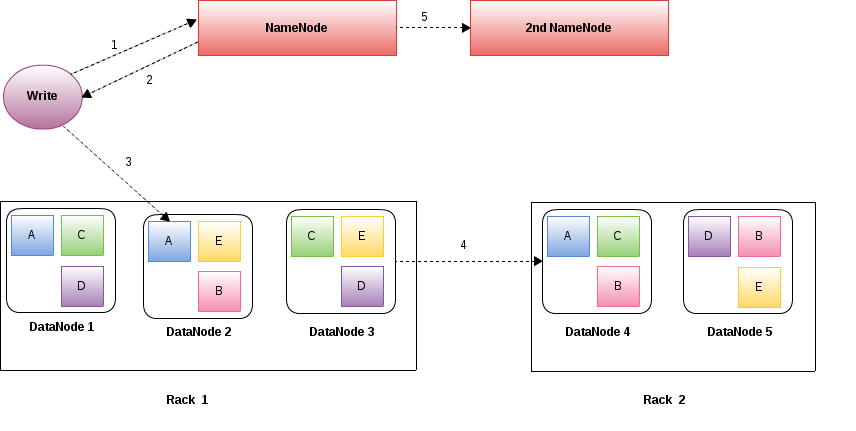 NameNode
5
2nd NameNode
1
2
Write
3
A C
D
DataNode 1
A E
B
DataNode 2
C E
D
DataNode 3
4
A C
B
DataNode 4
D B
E
DataNode 5
Rack 1
Rack 2